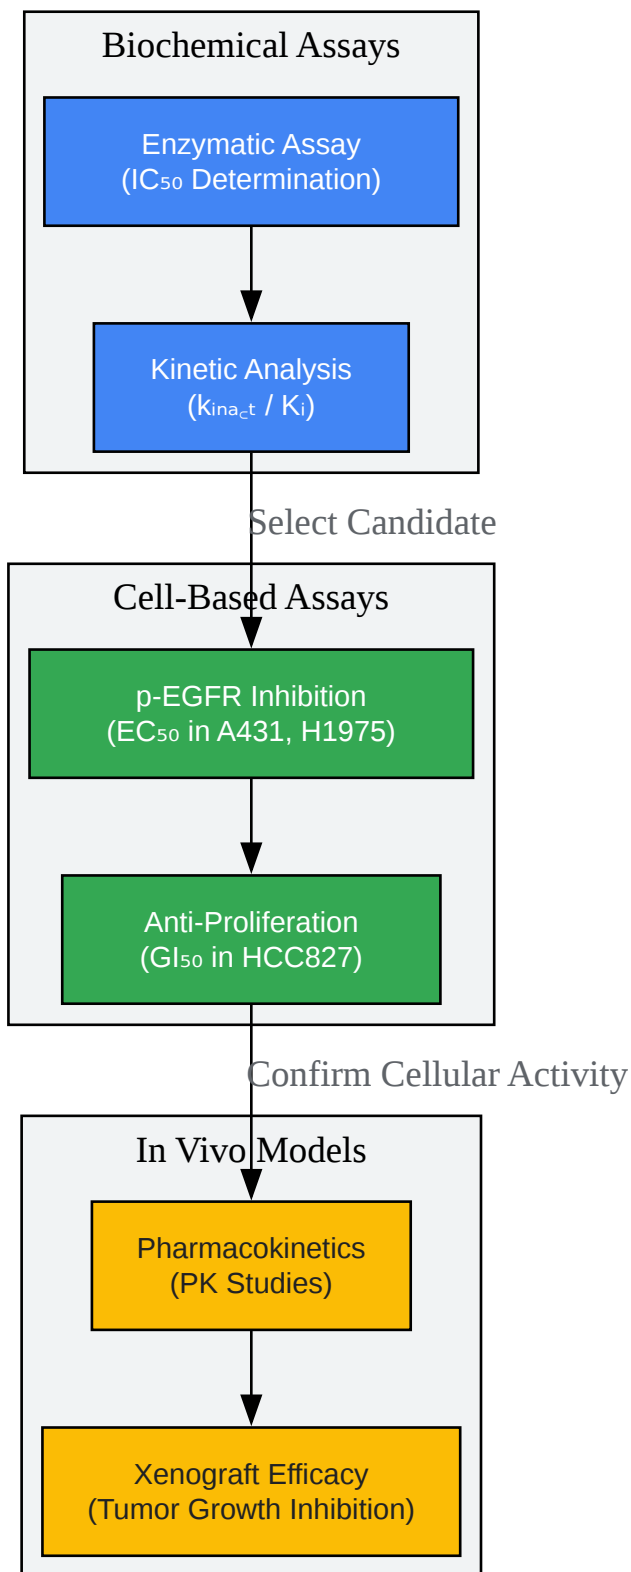 Biochemical Assays
Enzymatic Assay
(IC₅₀ Determination)
Kinetic Analysis
(kᵢₙₐ꜀ₜ / Kᵢ)
Select Candidate
Cell-Based Assays
p-EGFR Inhibition
(EC₅₀ in A431, H1975)
Anti-Proliferation
(GI₅₀ in HCC827)
Confirm Cellular Activity
In Vivo Models
Pharmacokinetics
(PK Studies)
Xenograft Efficacy
(Tumor Growth Inhibition)